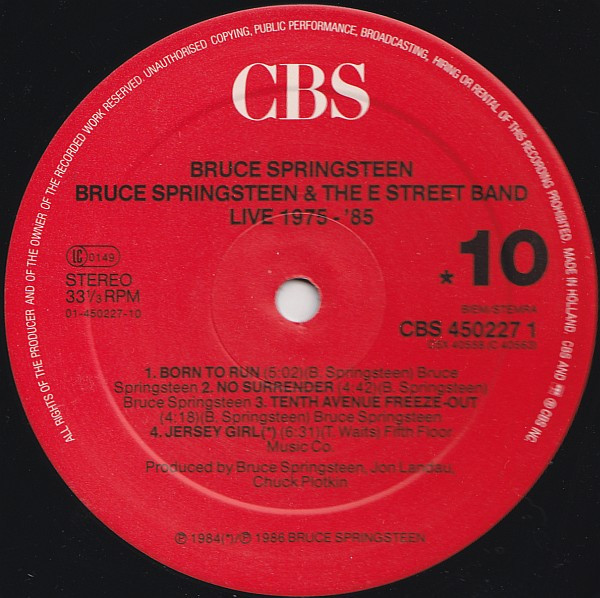 ALL RIGHTS OF THE PRODUCER AND OF THE OWNER OF THE RECORDED WORK RESERVED. UNAUTHORISED COPYING, PUBLIC PERFORMANCE, BROADCASTING, HIRING OR RENTAL OF THIS RECORDING PROHIBITED. MADE IN HOLLAND. CBS AND ℗ CBS INC.
CBS
BRUCE SPRINGSTEEN
BRUCE SPRINGSTEEN & THE E STREET BAND
LIVE 1975-'85
LC 0149
STEREO
33⅓ RPM
01-450227-10
*10
BIEM-STEMRA
CBS 450227 1
1. BORN TO RUN (5:02)(B. Springsteen) Bruce
Springsteen 2. NO SURRENDER (4:42)(B. Springsteen)
Bruce Springsteen 3. TENTH AVENUE FREEZE-OUT
(4:18)(B. Springsteen) Bruce Springsteen
4. JERSEY GIRL(*) (6:31)(T. Waits) Fifth Floor
Music Co.
Produced by Bruce Springsteen, Jon Landau,
Chuck Plotkin
℗ 1984(*)/℗ 1986 BRUCE SPRINGSTEEN